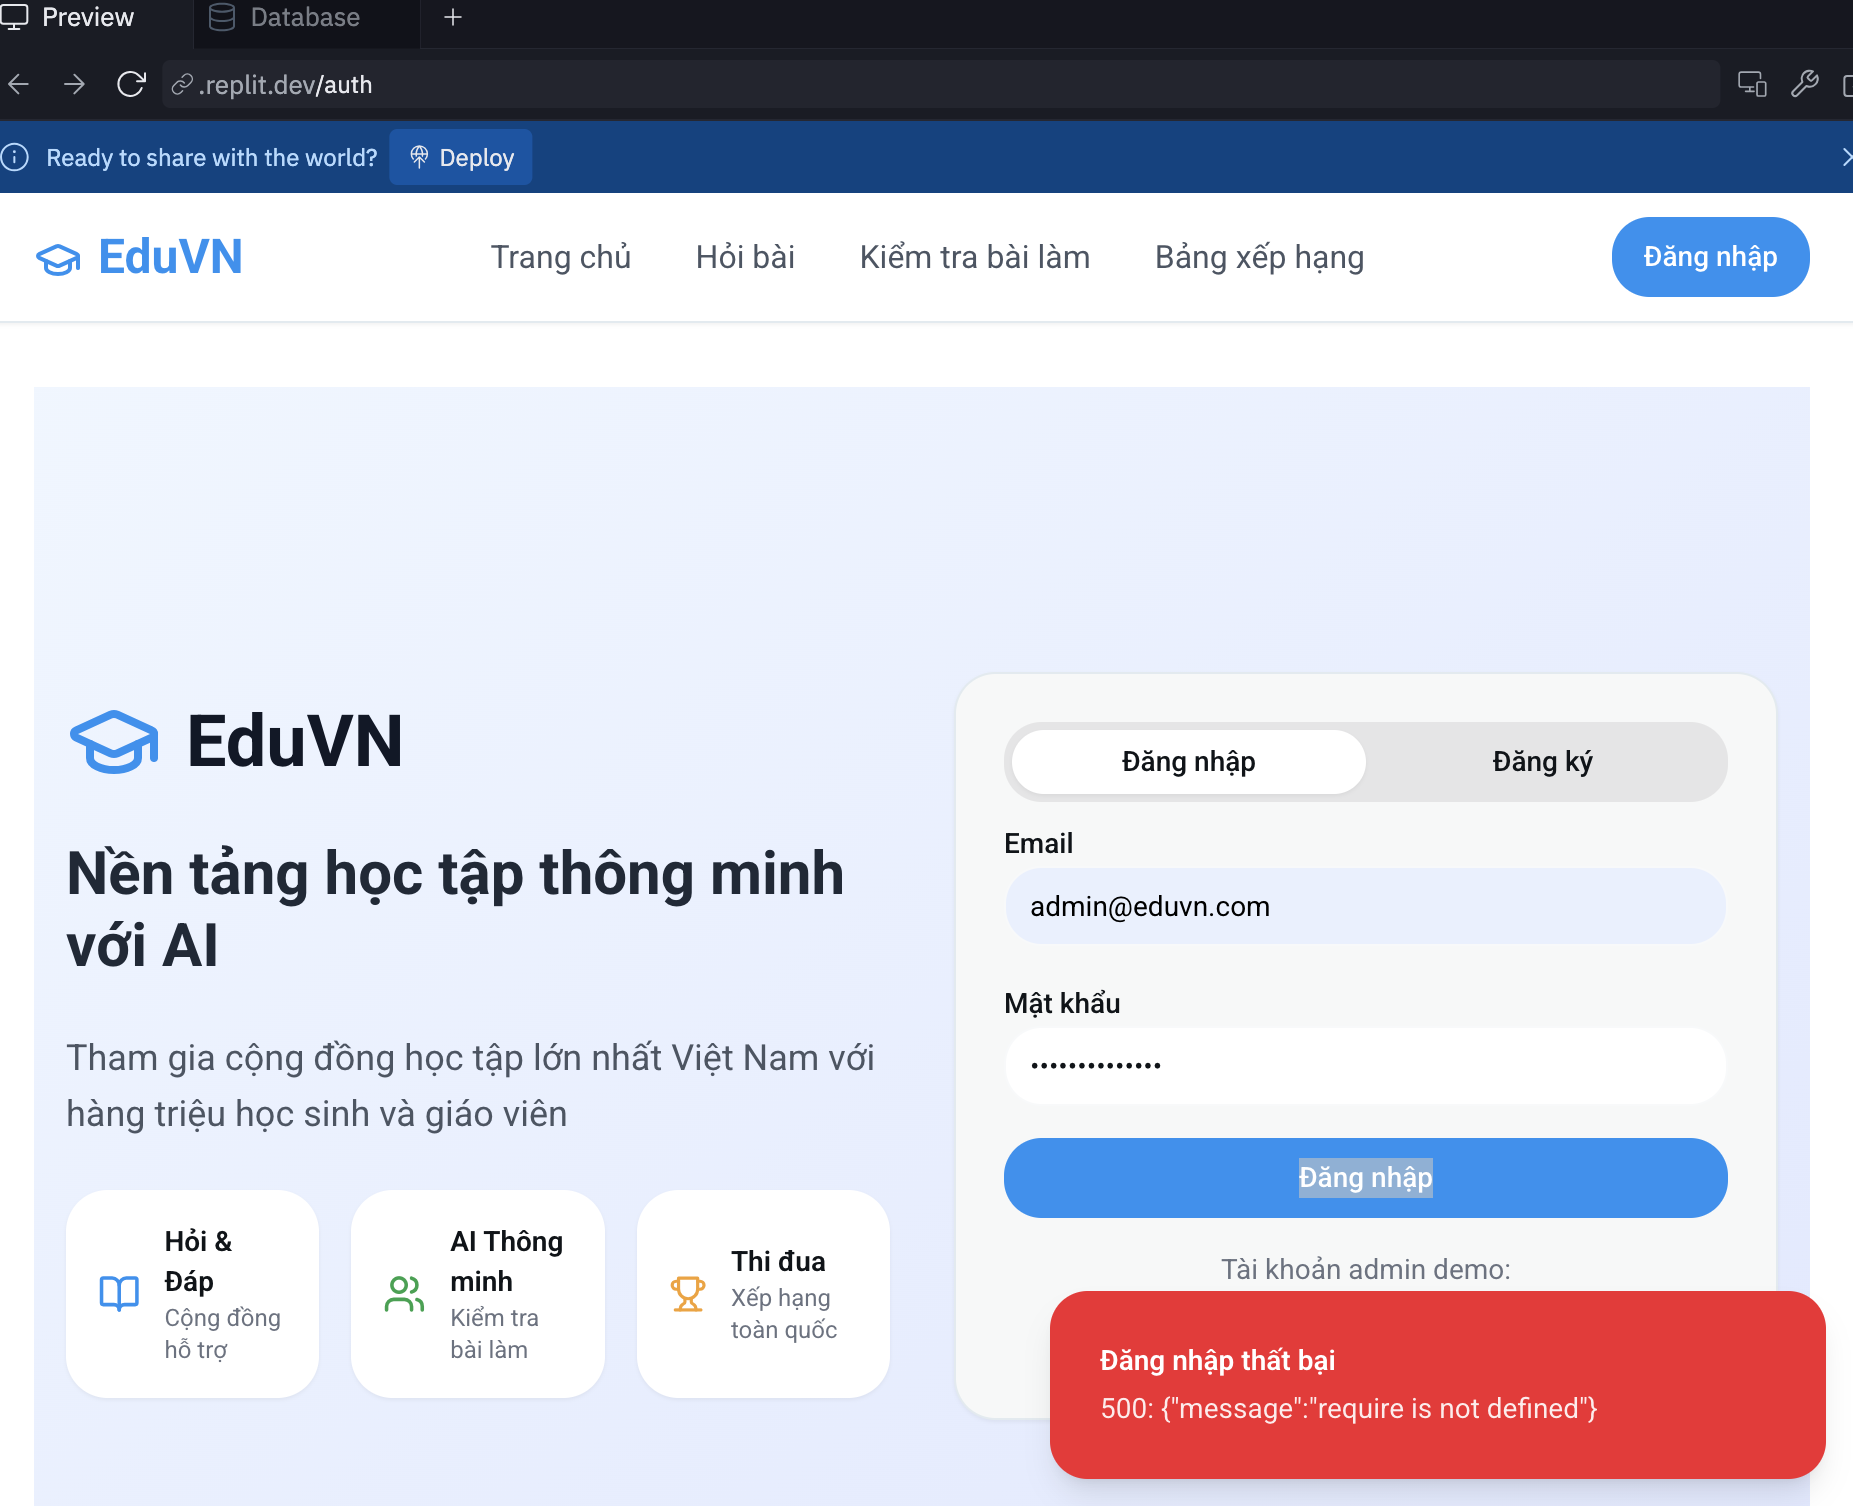 Preview
Database
.replit.dev/auth
Ready to share with the world?
Deploy
EduVN
Trang chủ
Hỏi bài
Kiểm tra bài làm
Bảng xếp hạng
Đăng nhập
EduVN
Nền tảng học tập thông minh
với AI
Tham gia cộng đồng học tập lớn nhất Việt Nam với
hàng triệu học sinh và giáo viên
Hỏi &
Đáp
Cộng đồng
hỗ trợ
AI Thông
minh
Kiểm tra
bài làm
Thi đua
Xếp hạng
toàn quốc
Đăng nhập
Đăng ký
Email
admin@eduvn.com
Mật khẩu
••••••••••••••
Đăng nhập
Tài khoản admin demo:
Đăng nhập thất bại
500: {"message":"require is not defined"}